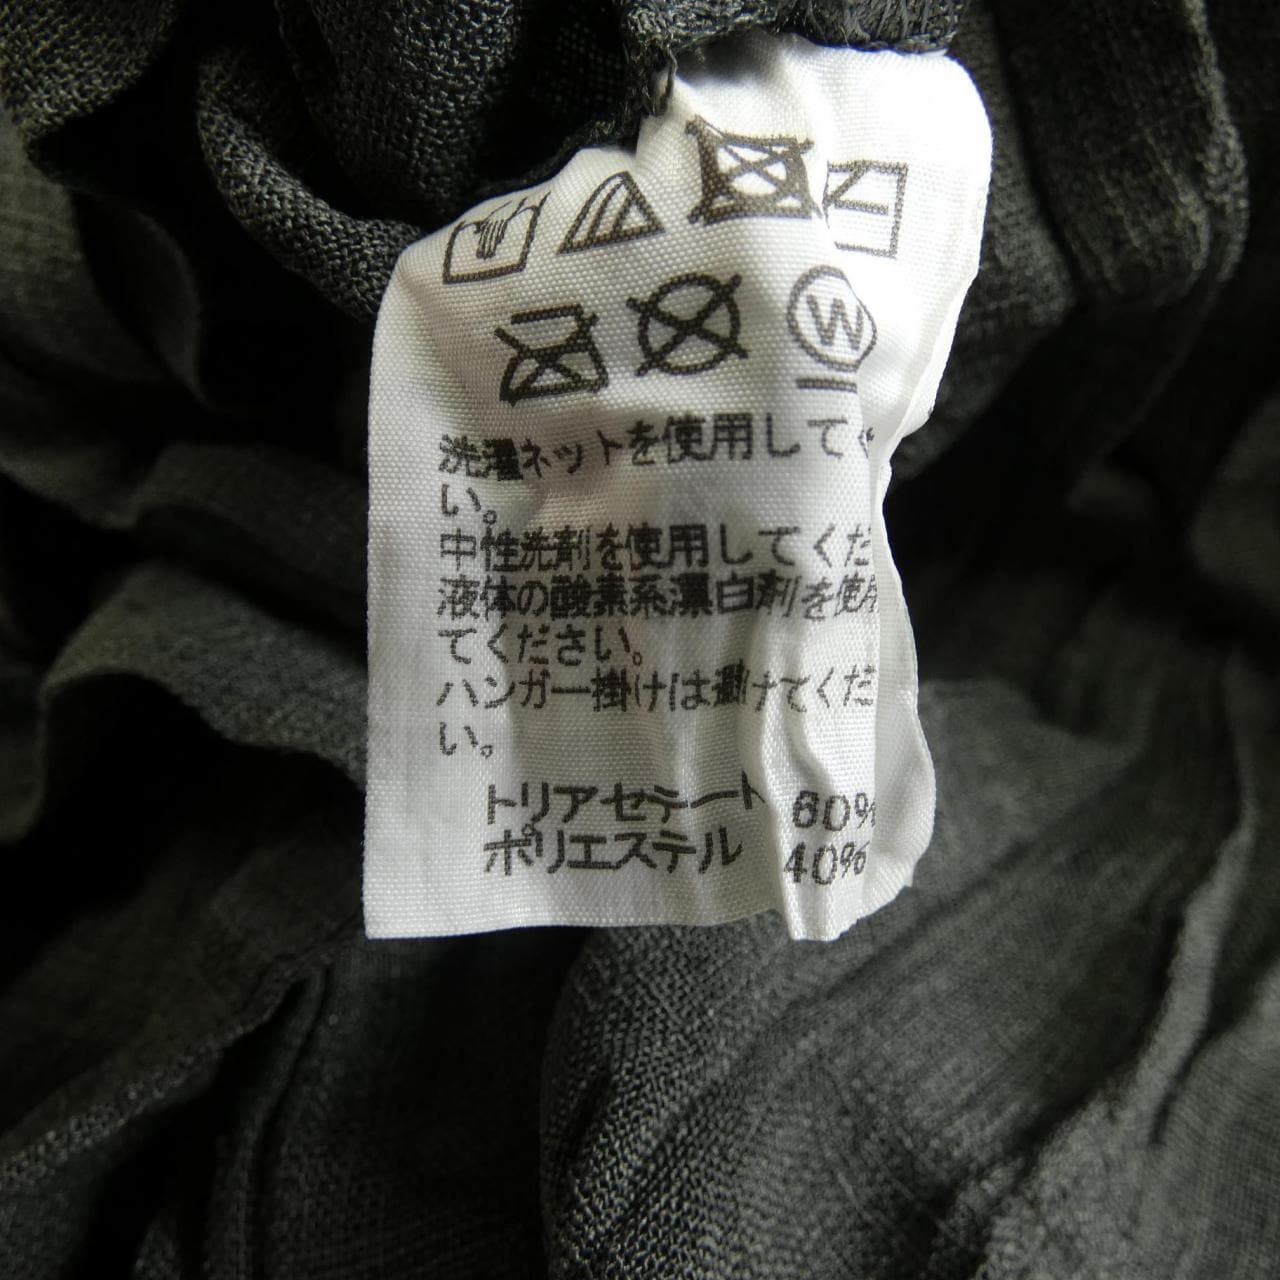 W
洗濯ネットを使用してく
い。
中性洗剤を使用してくだ
液体の酸素系漂白剤を使用
てください。
ハンガー掛けは避けてくだ
い。
トリアセテート 60%
ポリエステル 40%